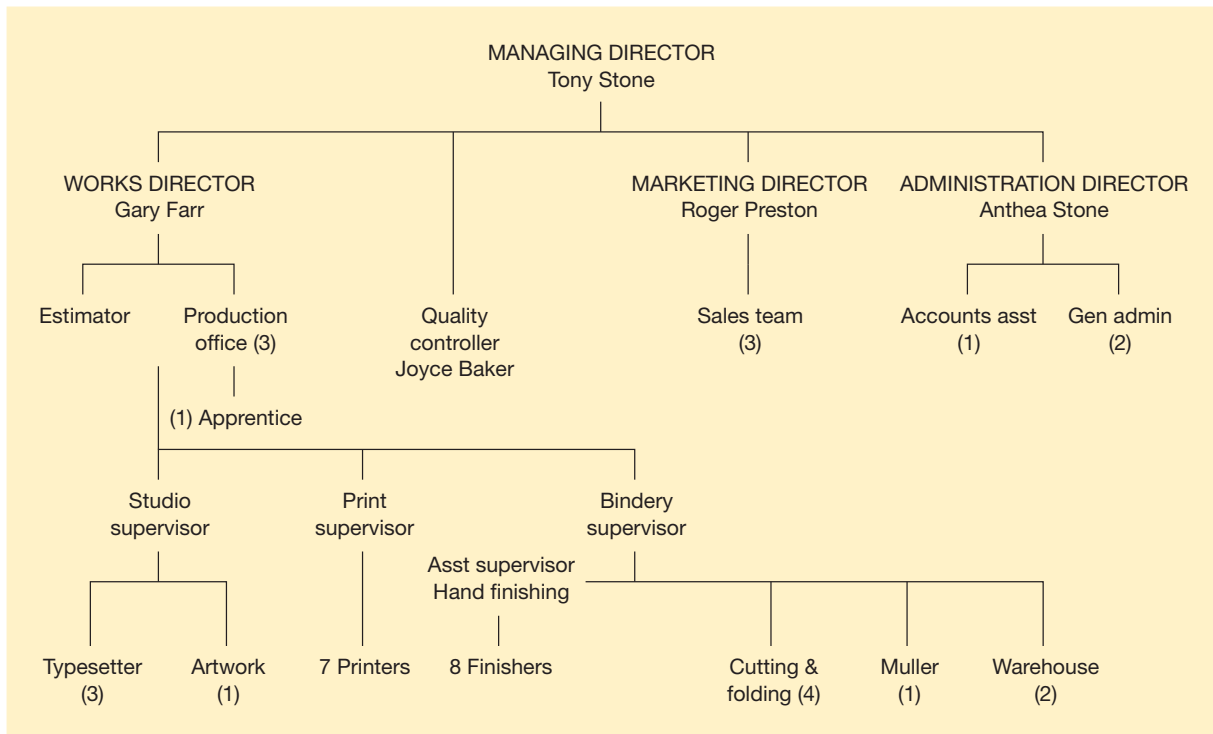 MANAGING DIRECTOR
Tony Stone
WORKS DIRECTOR
Gary Farr
MARKETING DIRECTOR
Roger Preston
ADMINISTRATION DIRECTOR
Anthea Stone
Estimator
Production
office (3)
Quality
controller
Joyce Baker
Sales team
(3)
Accounts asst
(1)
Gen admin
(2)
(1) Apprentice
Studio
supervisor
Print
supervisor
Bindery
supervisor
Asst supervisor
Hand finishing
Typesetter
(3)
Artwork
(1)
7 Printers
8 Finishers
Cutting &
folding (4)
Muller
(1)
Warehouse
(2)